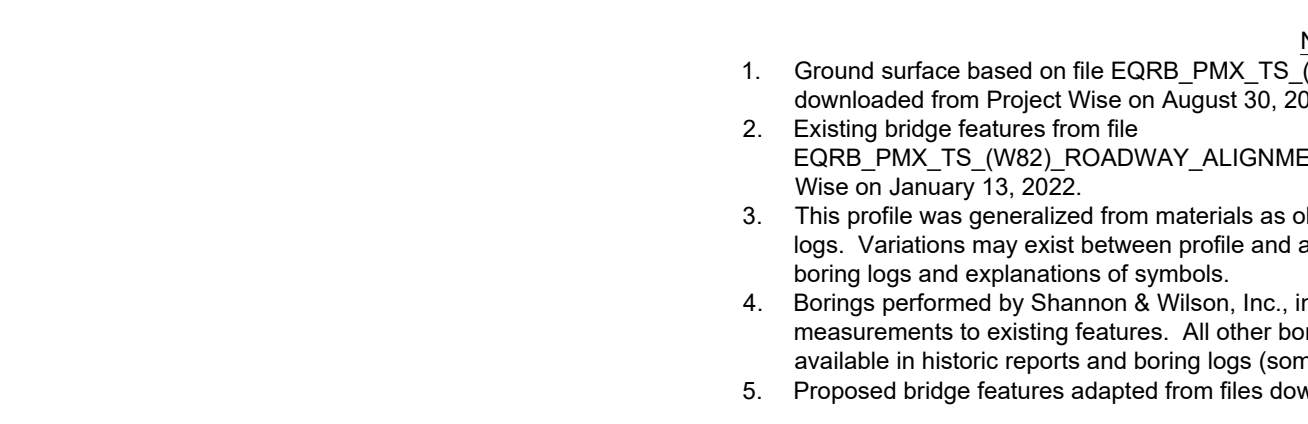 1. Ground surface based on file EQRB_PMX_TS_(
downloaded from Project Wise on August 30, 20
2. Existing bridge features from file
EQRB_PMX_TS_(W82)_ROADWAY_ALIGNME
Wise on January 13, 2022.
3. This profile was generalized from materials as
logs. Variations may exist between profile and
boring logs and explanations of symbols.
4. Borings performed by Shannon & Wilson, Inc.,
measurements to existing features. All other
available in historic reports and boring logs
5. Proposed bridge features adapted from files